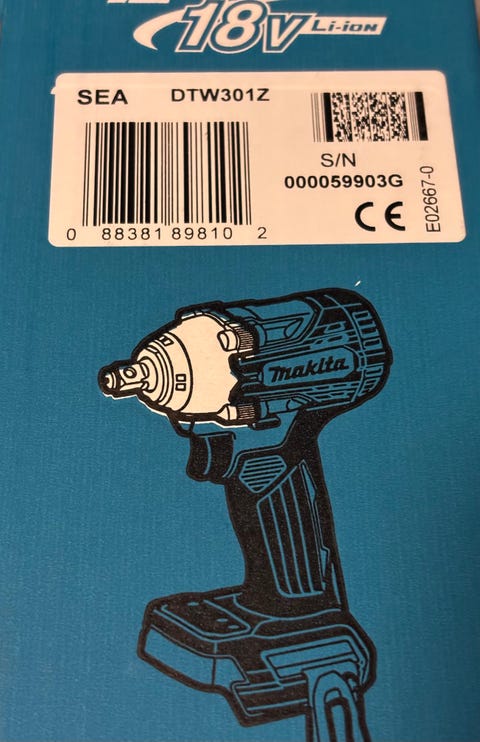 18V Li-ion
SEA DTW301Z
S/N
000059903G
CE
E02667-0
0 88381 89810 2
makita